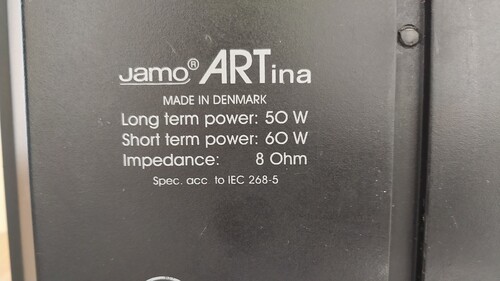 Jamo® ARTina
MADE IN DENMARK
Long term power: 50 W
Short term power: 60 W
Impedance: 8 Ohm
Spec. acc to IEC 268-5